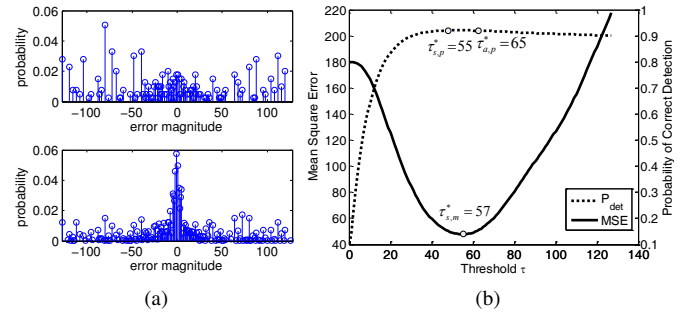 0.06
0.04
0.02
0
probability
−100 −50 0 50 100
error magnitude
0.06
0.04
0.02
0
probability
−100 −50 0 50 100
error magnitude
(a)
220
200
180
160
140
120
100
80
60
40
Mean Square Error
0 20 40 60 80 100 120 140
Threshold τ
1
0.9
0.8
0.7
0.6
0.5
0.4
0.3
0.2
0.1
Probability of Correct Detection
τ*s,p = 55 τ*a,p = 65
τ*s,m = 57
Pdet
MSE
(b)